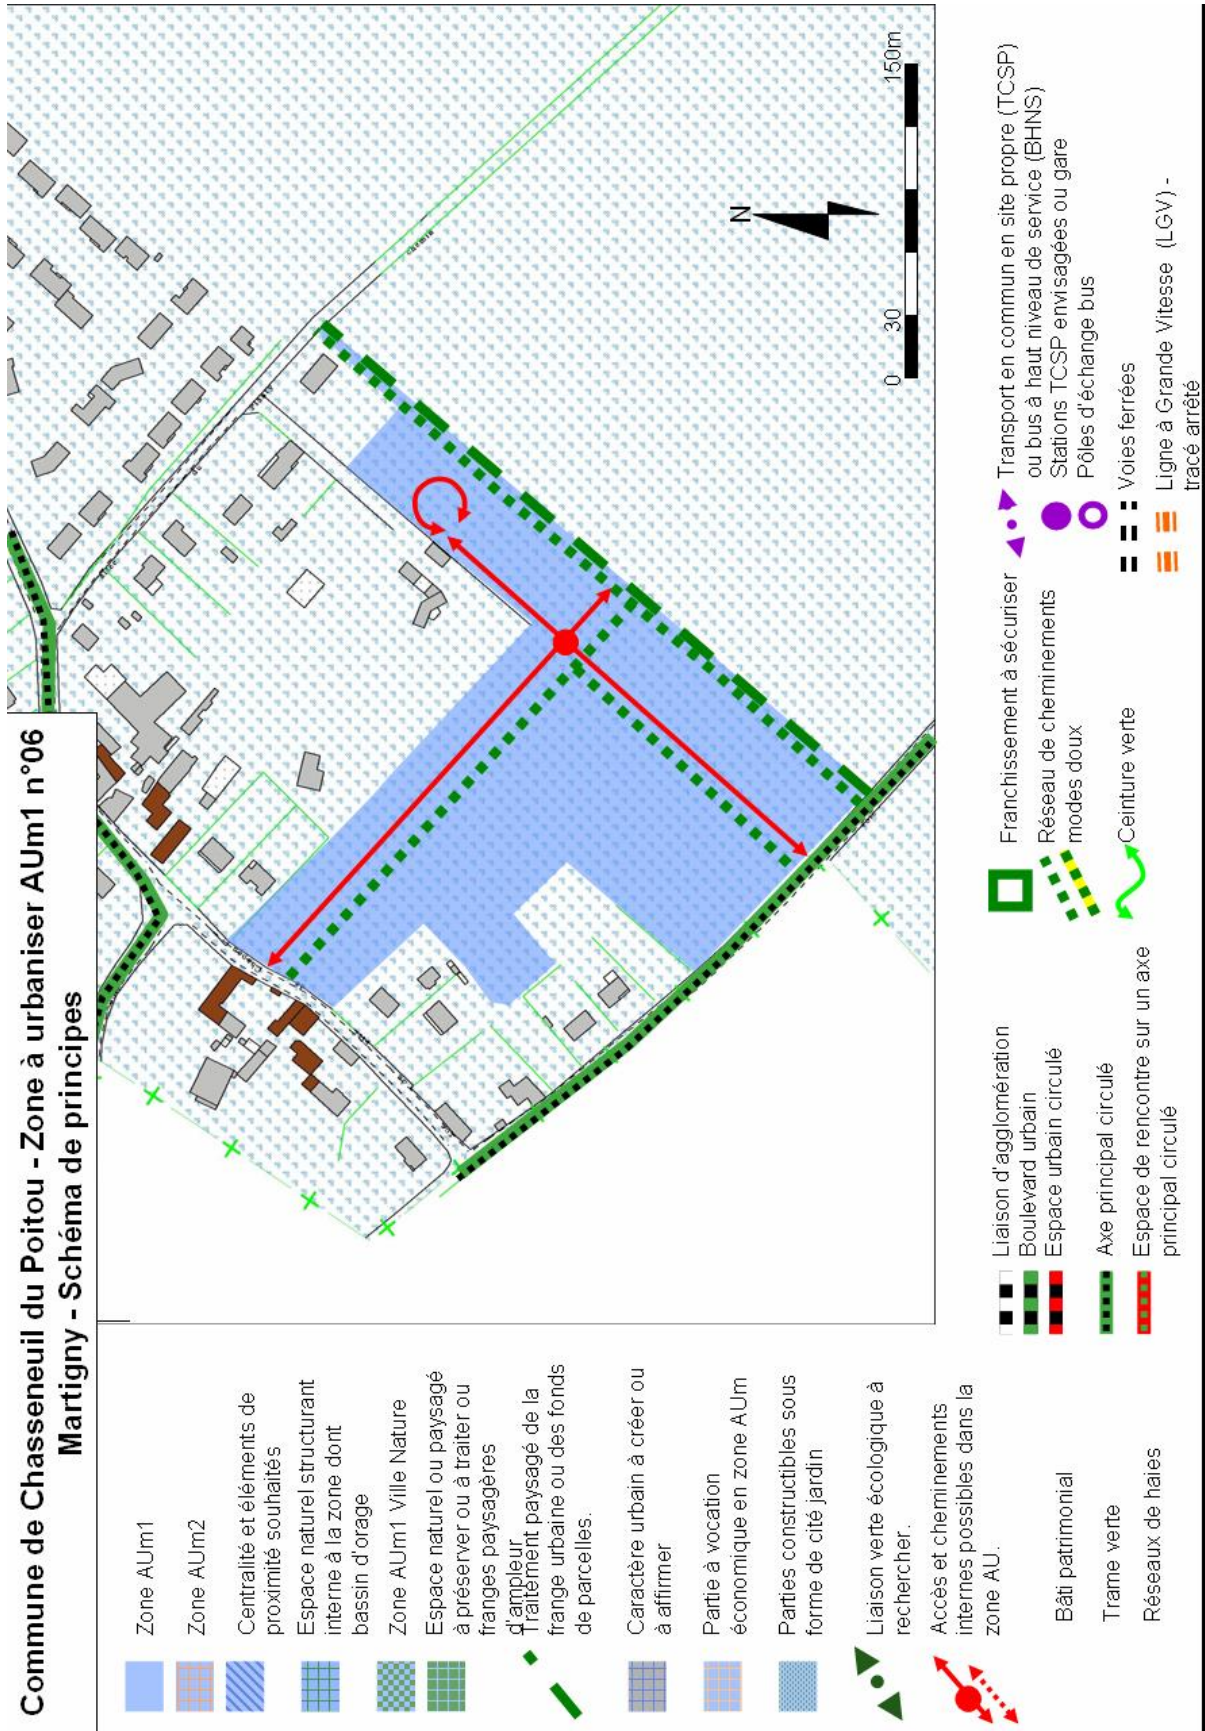 Commune de Chasseneuil du Poitou - Zone à urbaniser AUm1 n°06
Martigny - Schéma de principes
Chemin
N
0
30
150m
Zone AUm1
Zone AUm2
Centralité et éléments de
proximité souhaités
Espace naturel structurant
interne à la zone dont
bassin d'orage
Zone AUm1 Ville Nature
Espace naturel ou paysagé
à préserver ou à traiter ou
franges paysagères
d'ampleur
Traitement paysagé de la
frange urbaine ou des fonds
de parcelles.
Caractère urbain à créer ou
à affirmer
Partie à vocation
économique en zone AUm
Parties constructibles sous
forme de cité jardin
Liaison verte écologique à
rechercher.
Accès et cheminements
internes possibles dans la
zone AU.
Bâti patrimonial
Trame verte
Réseaux de haies
Liaison d'agglomération
Boulevard urbain
Espace urbain circulé
Axe principal circulé
Espace de rencontre sur un axe
principal circulé
Franchissement à sécuriser
Réseau de cheminements
modes doux
Ceinture verte
Transport en commun en site propre (TCSP)
ou bus à haut niveau de service (BHNS)
Stations TCSP envisagées ou gare
Pôles d'échange bus
Voies ferrées
Ligne à Grande Vitesse (LGV) -
tracé arrêté